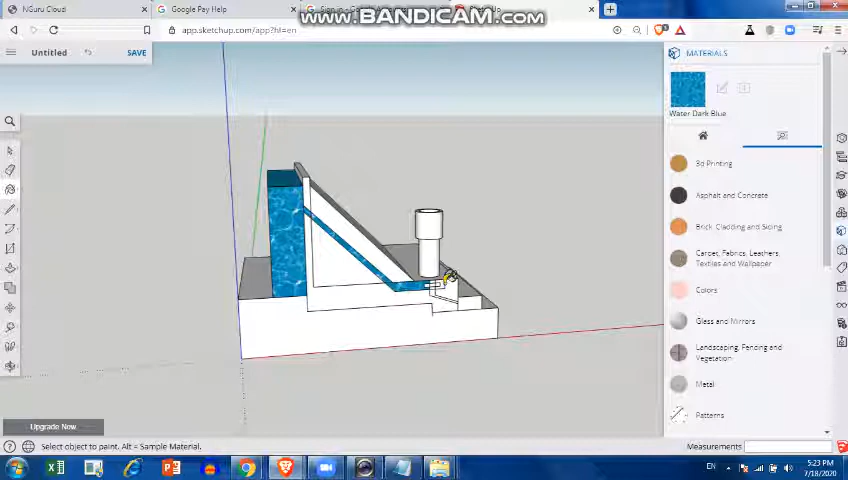 NGuru Cloud
Google Pay Help
Sign in
WWW.BANDICAM.COM
app.sketchup.com/app?hl=en
Untitled
SAVE
MATERIALS
Water Dark Blue
3d Printing
Asphalt and Concrete
Brick, Cladding and Siding
Carpet, Fabrics, Leathers,
Textiles and Wallpaper
Colors
Glass and Mirrors
Landscaping, Fencing and
Vegetation
Metal
Patterns
Upgrade Now
Select object to paint. Alt = Sample Material.
Measurements
EN
5:23 PM
7/18/2020